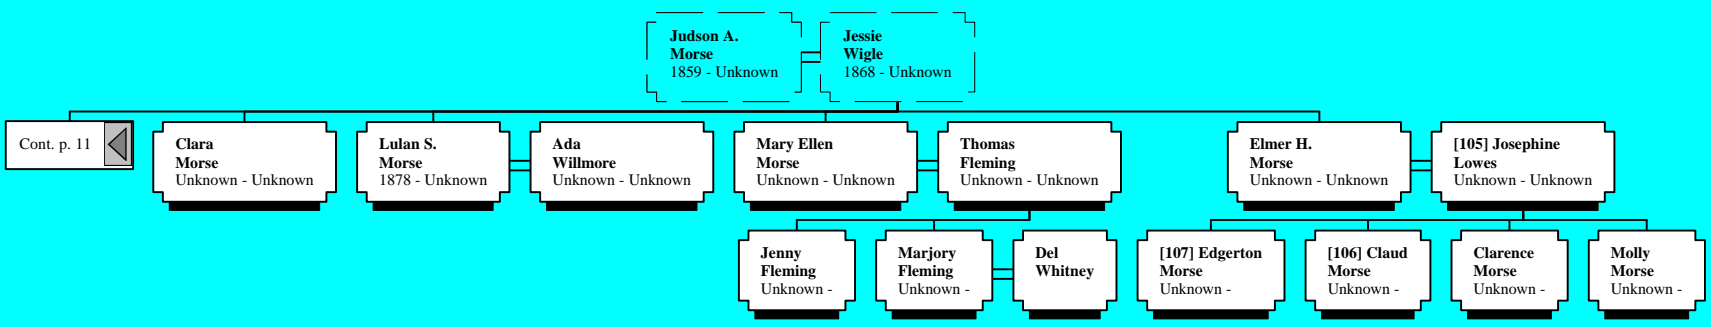 Judson A.
Morse
1859 - Unknown
Jessie
Wigle
1868 - Unknown
Cont. p. 11
Clara
Morse
Unknown - Unknown
Lulan S.
Morse
1878 - Unknown
Ada
Willmore
Unknown - Unknown
Mary Ellen
Morse
Unknown - Unknown
Thomas
Fleming
Unknown - Unknown
Elmer H.
Morse
Unknown - Unknown
[105] Josephine
Lowes
Unknown - Unknown
Jenny
Fleming
Unknown -
Marjory
Fleming
Unknown -
Del
Whitney
[107] Edgerton
Morse
Unknown -
[106] Claud
Morse
Unknown -
Clarence
Morse
Unknown -
Molly
Morse
Unknown -